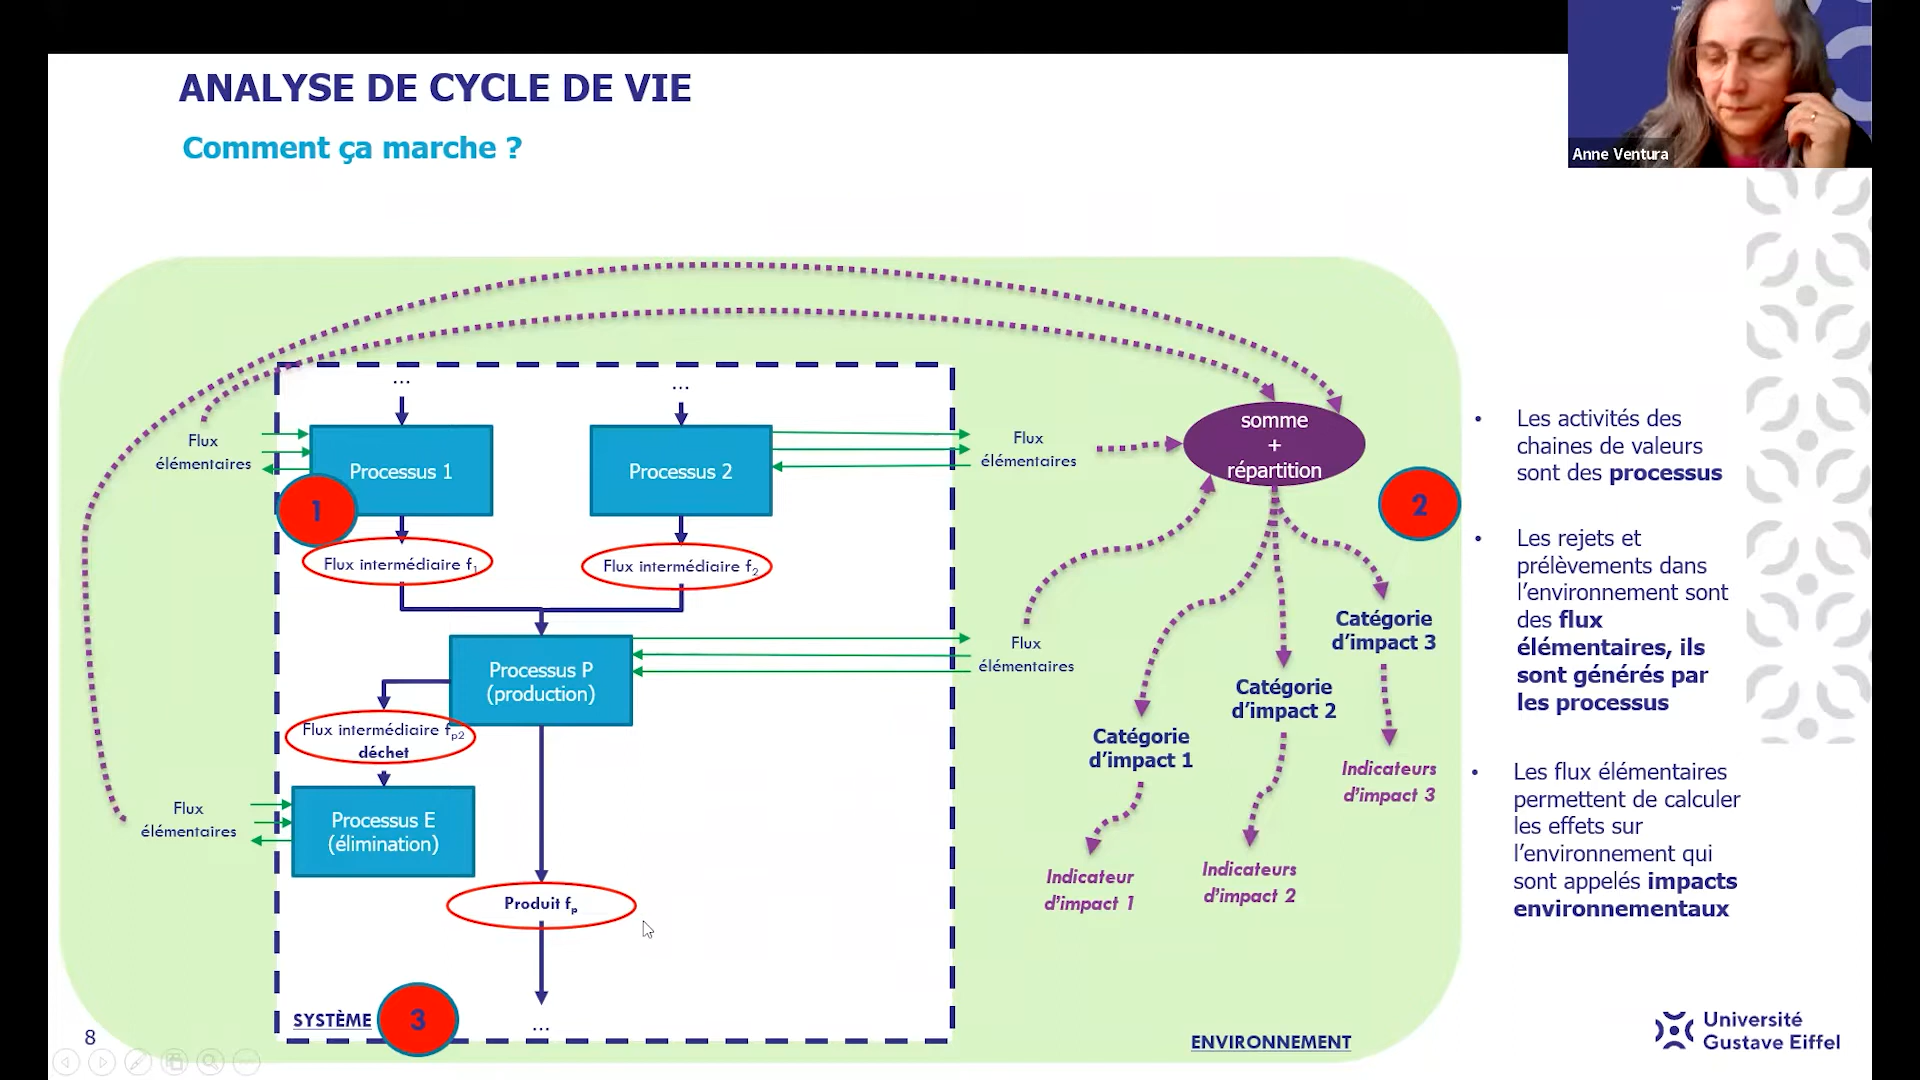 ANALYSE DE CYCLE DE VIE
Comment ça marche ?
Anne Ventura
...
...
Flux
élémentaires
Processus 1
Processus 2
Flux
élémentaires
somme
+
répartition
1
2
Flux intermédiaire f1
Flux intermédiaire f2
Processus P
(production)
Flux
élémentaires
Flux intermédiaire fp2
déchet
Flux
élémentaires
Processus E
(élimination)
Produit fp
...
SYSTÈME
3
Catégorie
d'impact 3
Catégorie
d'impact 2
Catégorie
d'impact 1
Indicateurs
d'impact 3
Indicateurs
d'impact 2
Indicateur
d'impact 1
ENVIRONNEMENT
• Les activités des
chaines de valeurs
sont des processus
• Les rejets et
prélèvements dans
l'environnement sont
des flux
élémentaires, ils
sont générés par
les processus
• Les flux élémentaires
permettent de calculer
les effets sur
l'environnement qui
sont appelés impacts
environnementaux
8
Université
Gustave Eiffel